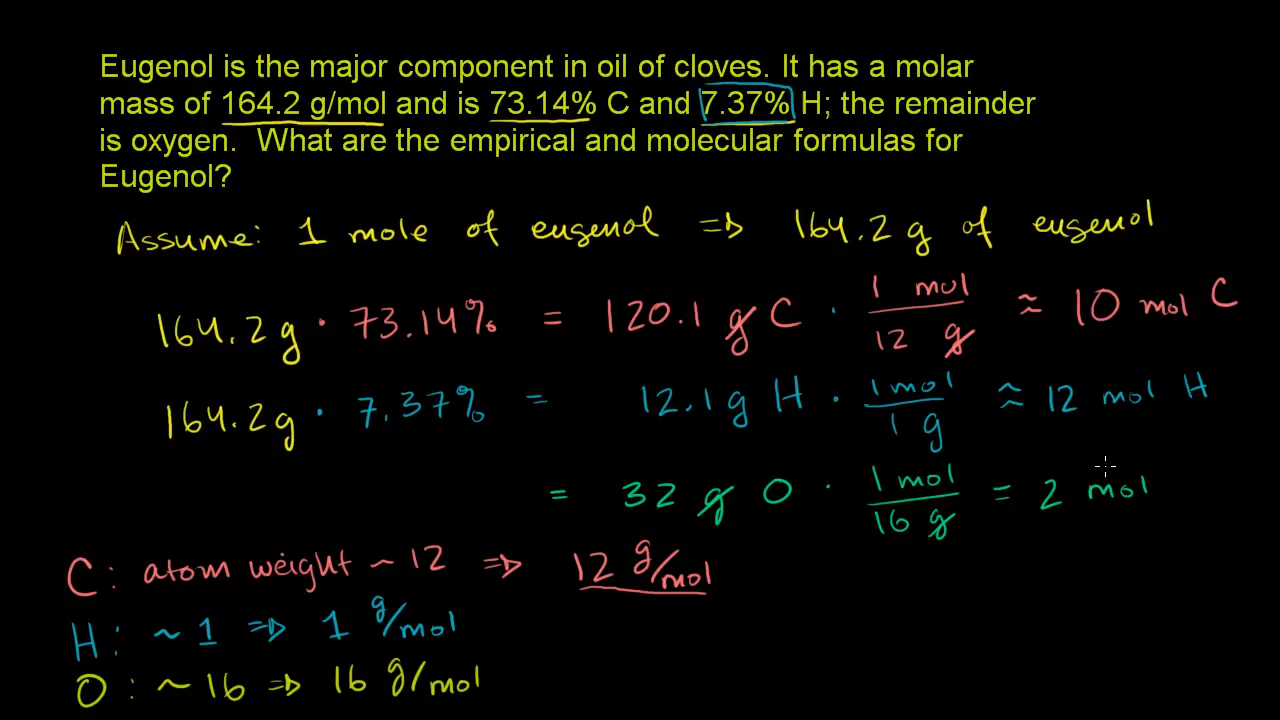 Eugenol is the major component in oil of cloves. It has a molar
mass of 164.2 g/mol and is 73.14% C and 7.37% H; the remainder
is oxygen. What are the empirical and molecular formulas for
Eugenol?
Assume: 1 mole of eugenol ⇒ 164.2 g of eugenol
164.2 g · 73.14% = 120.1 g C · 1 mol / 12 g ≈ 10 mol C
164.2 g · 7.37% = 12.1 g H · 1 mol / 1 g ≈ 12 mol H
= 32 g O · 1 mol / 16 g = 2 mol
C: atom weight ~ 12 ⇒ 12 g/mol
H: ~ 1 ⇒ 1 g/mol
O: ~ 16 ⇒ 16 g/mol